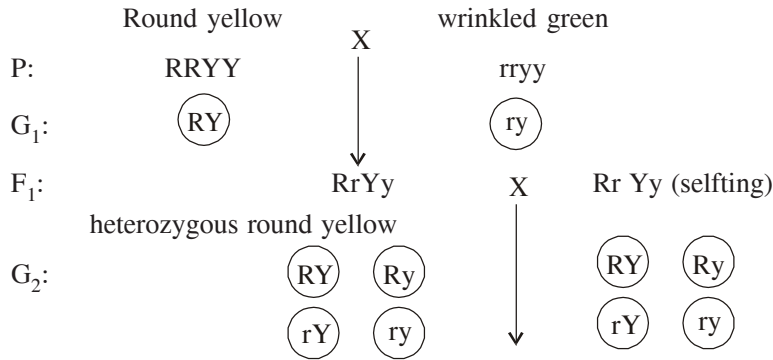 Round yellow X wrinkled green
P: RRYY rryy
G1: RY ry
F1: RrYy X Rr Yy (selfting)
heterozygous round yellow
G2: RY Ry RY Ry
rY ry rY ry